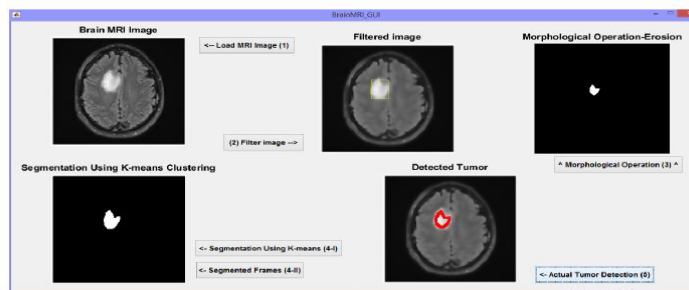 BrainMRI_GUI
Brain MRI Image
<-- Load MRI Image (1)
Filtered image
Morphological Operation-Erosion
(2) Filter image -->
^ Morphological Operation (3) ^
Segmentation Using K-means Clustering
Detected Tumor
<- Segmentation Using K-means (4-I)
<- Segmented Frames (4-II)
<- Actual Tumor Detection (5)